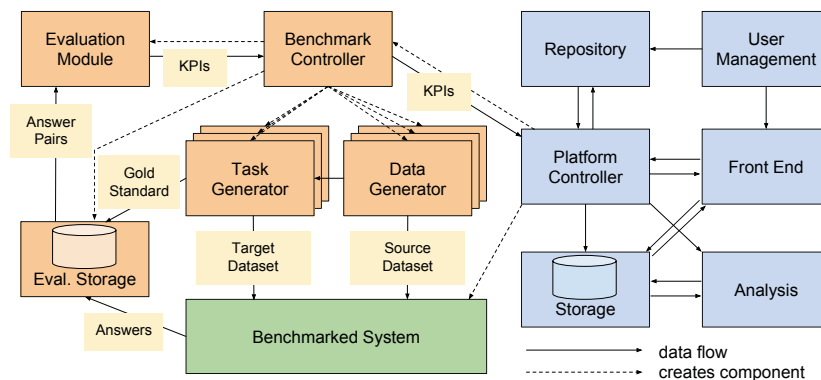 Evaluation
Module
KPIs
Benchmark
Controller
KPIs
Repository
User
Management
Answer
Pairs
Gold
Standard
Task
Generator
Data
Generator
Platform
Controller
Front End
Target
Dataset
Source
Dataset
Eval. Storage
Answers
Benchmarked System
Storage
Analysis
data flow
creates component